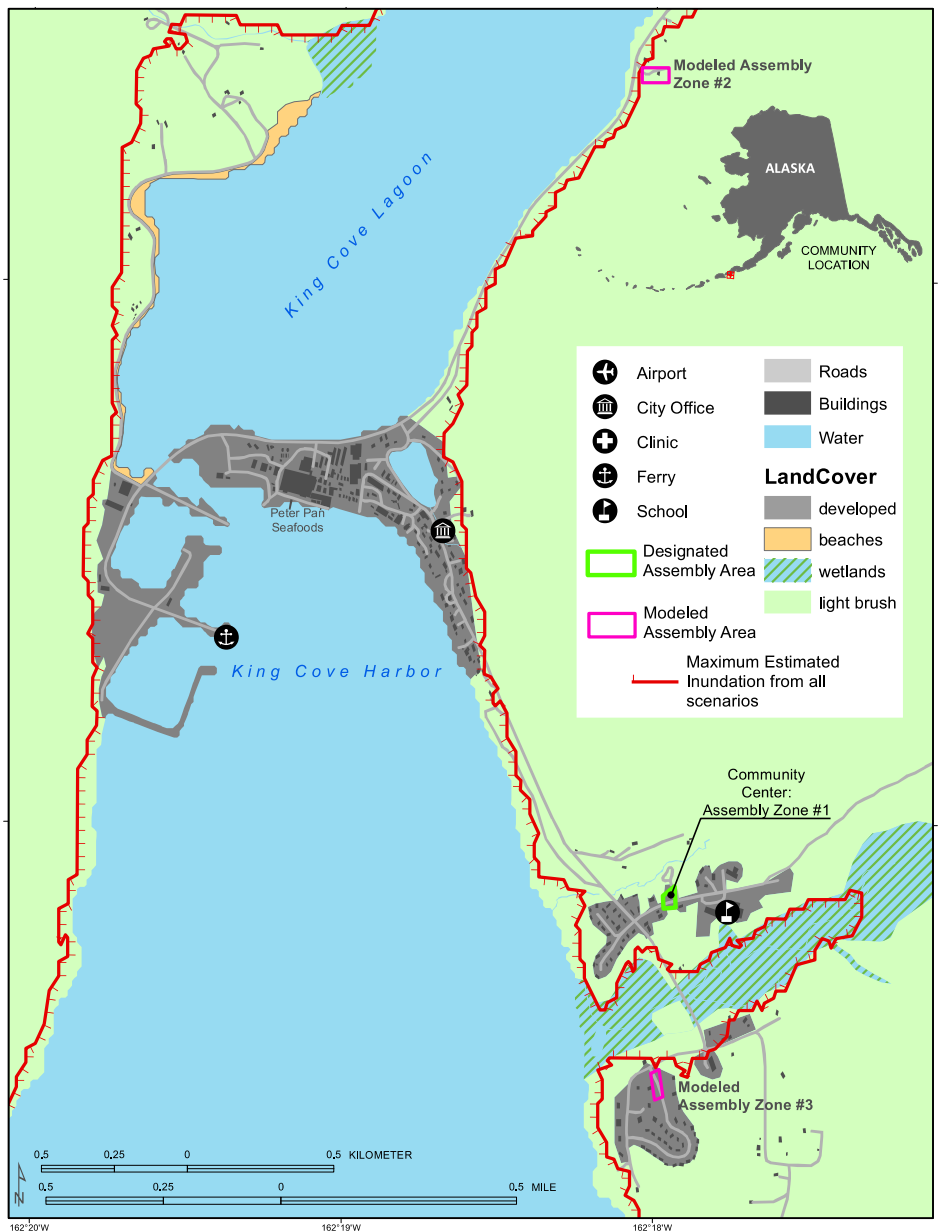 Modeled Assembly
Zone #2
ALASKA
COMMUNITY
LOCATION
King Cove Lagoon
Airport
City Office
Clinic
Ferry
School
Designated
Assembly Area
Modeled
Assembly Area
Maximum Estimated
Inundation from all
scenarios
Roads
Buildings
Water
LandCover
developed
beaches
wetlands
light brush
Peter Pan
Seafoods
King Cove Harbor
Community
Center:
Assembly Zone #1
Modeled
Assembly Zone #3
0.5 0.25 0 0.5 KILOMETER
0.5 0.25 0 0.5 MILE
N
162°20'W 162°19'W 162°18'W